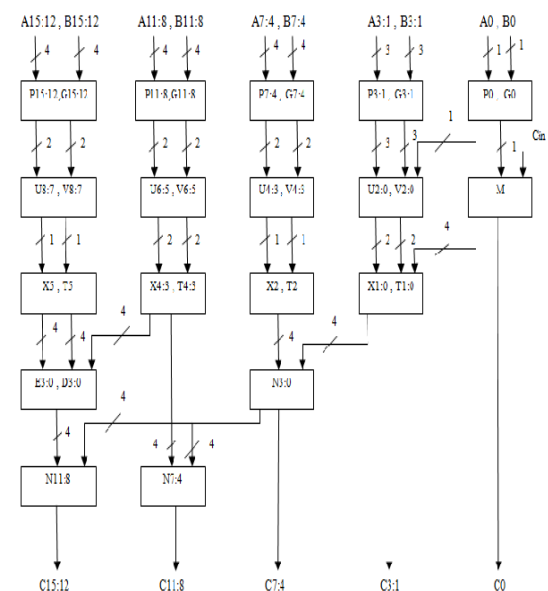 A15:12 , B15:12 A11:8 , B11:8 A7:4 , B7:4 A3:1 , B3:1 A0 , B0
4 4 4 4 4 4 3 3 1 1
P15:12,G15:12 P11:8,G11:8 P7:4 , G7:4 P3:1 , G3:1 P0 , G0
1
2 2 2 2 2 2 3 3 1 Cin
U8:7 , V8:7 U6:5 , V6:5 U4:3 , V4:3 U2:0 , V2:0 M
4
1 1 2 2 1 1 2 2
X5 , T5 X4:3 , T4:3 X2 , T2 X1:0 , T1:0
4 4 4 4 4
E3:0 , D3:0 N3:0
4
4 4 4
N11:8 N7:4
C15:12 C11:8 C7:4 C3:1 C0